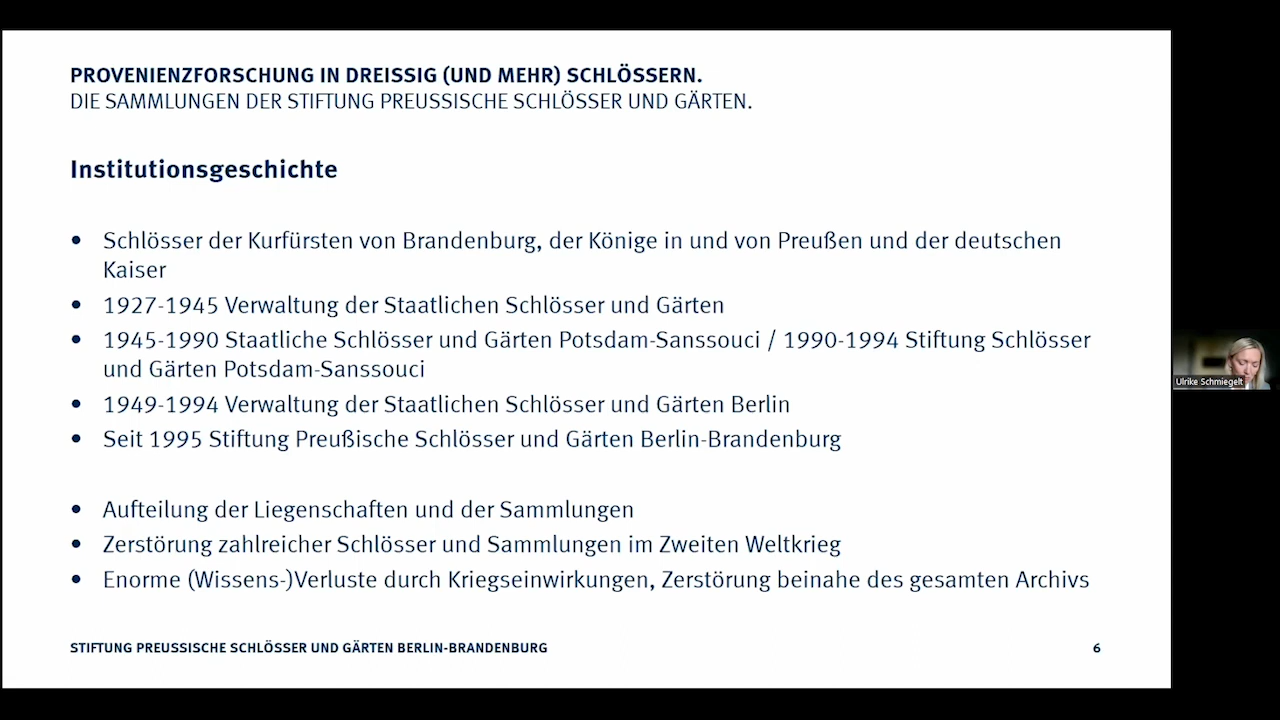 PROVENIENZFORSCHUNG IN DREISSIG (UND MEHR) SCHLÖSSERN.
DIE SAMMLUNGEN DER STIFTUNG PREUSSISCHE SCHLÖSSER UND GÄRTEN.
Institutionsgeschichte
• Schlösser der Kurfürsten von Brandenburg, der Könige in und von Preußen und der deutschen
Kaiser
• 1927-1945 Verwaltung der Staatlichen Schlösser und Gärten
• 1945-1990 Staatliche Schlösser und Gärten Potsdam-Sanssouci / 1990-1994 Stiftung Schlösser
und Gärten Potsdam-Sanssouci
• 1949-1994 Verwaltung der Staatlichen Schlösser und Gärten Berlin
• Seit 1995 Stiftung Preußische Schlösser und Gärten Berlin-Brandenburg
• Aufteilung der Liegenschaften und der Sammlungen
• Zerstörung zahlreicher Schlösser und Sammlungen im Zweiten Weltkrieg
• Enorme (Wissens-)Verluste durch Kriegseinwirkungen, Zerstörung beinahe des gesamten Archivs
STIFTUNG PREUSSISCHE SCHLÖSSER UND GÄRTEN BERLIN-BRANDENBURG
6
Ulrike Schmiegelt